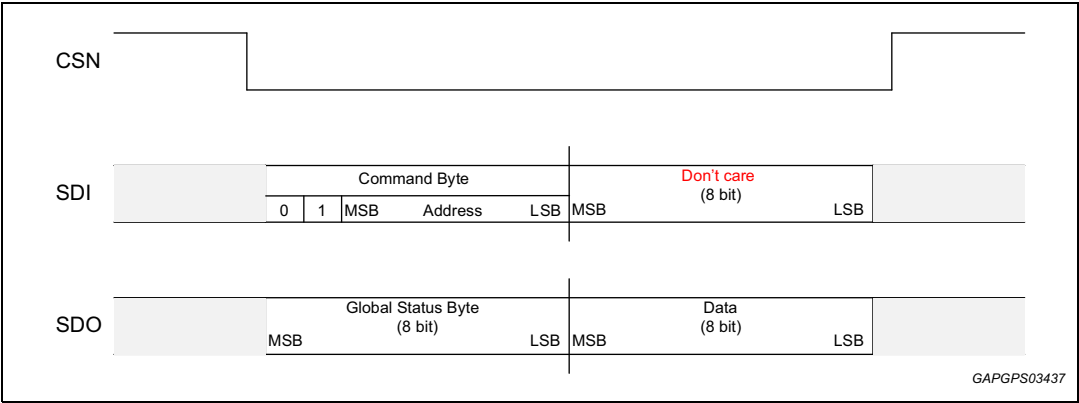 CSN
SDI
Command Byte
0 1 MSB Address LSB
Don't care
(8 bit)
MSB LSB
SDO
Global Status Byte
(8 bit)
MSB LSB
Data
(8 bit)
MSB LSB
GAPGPS03437